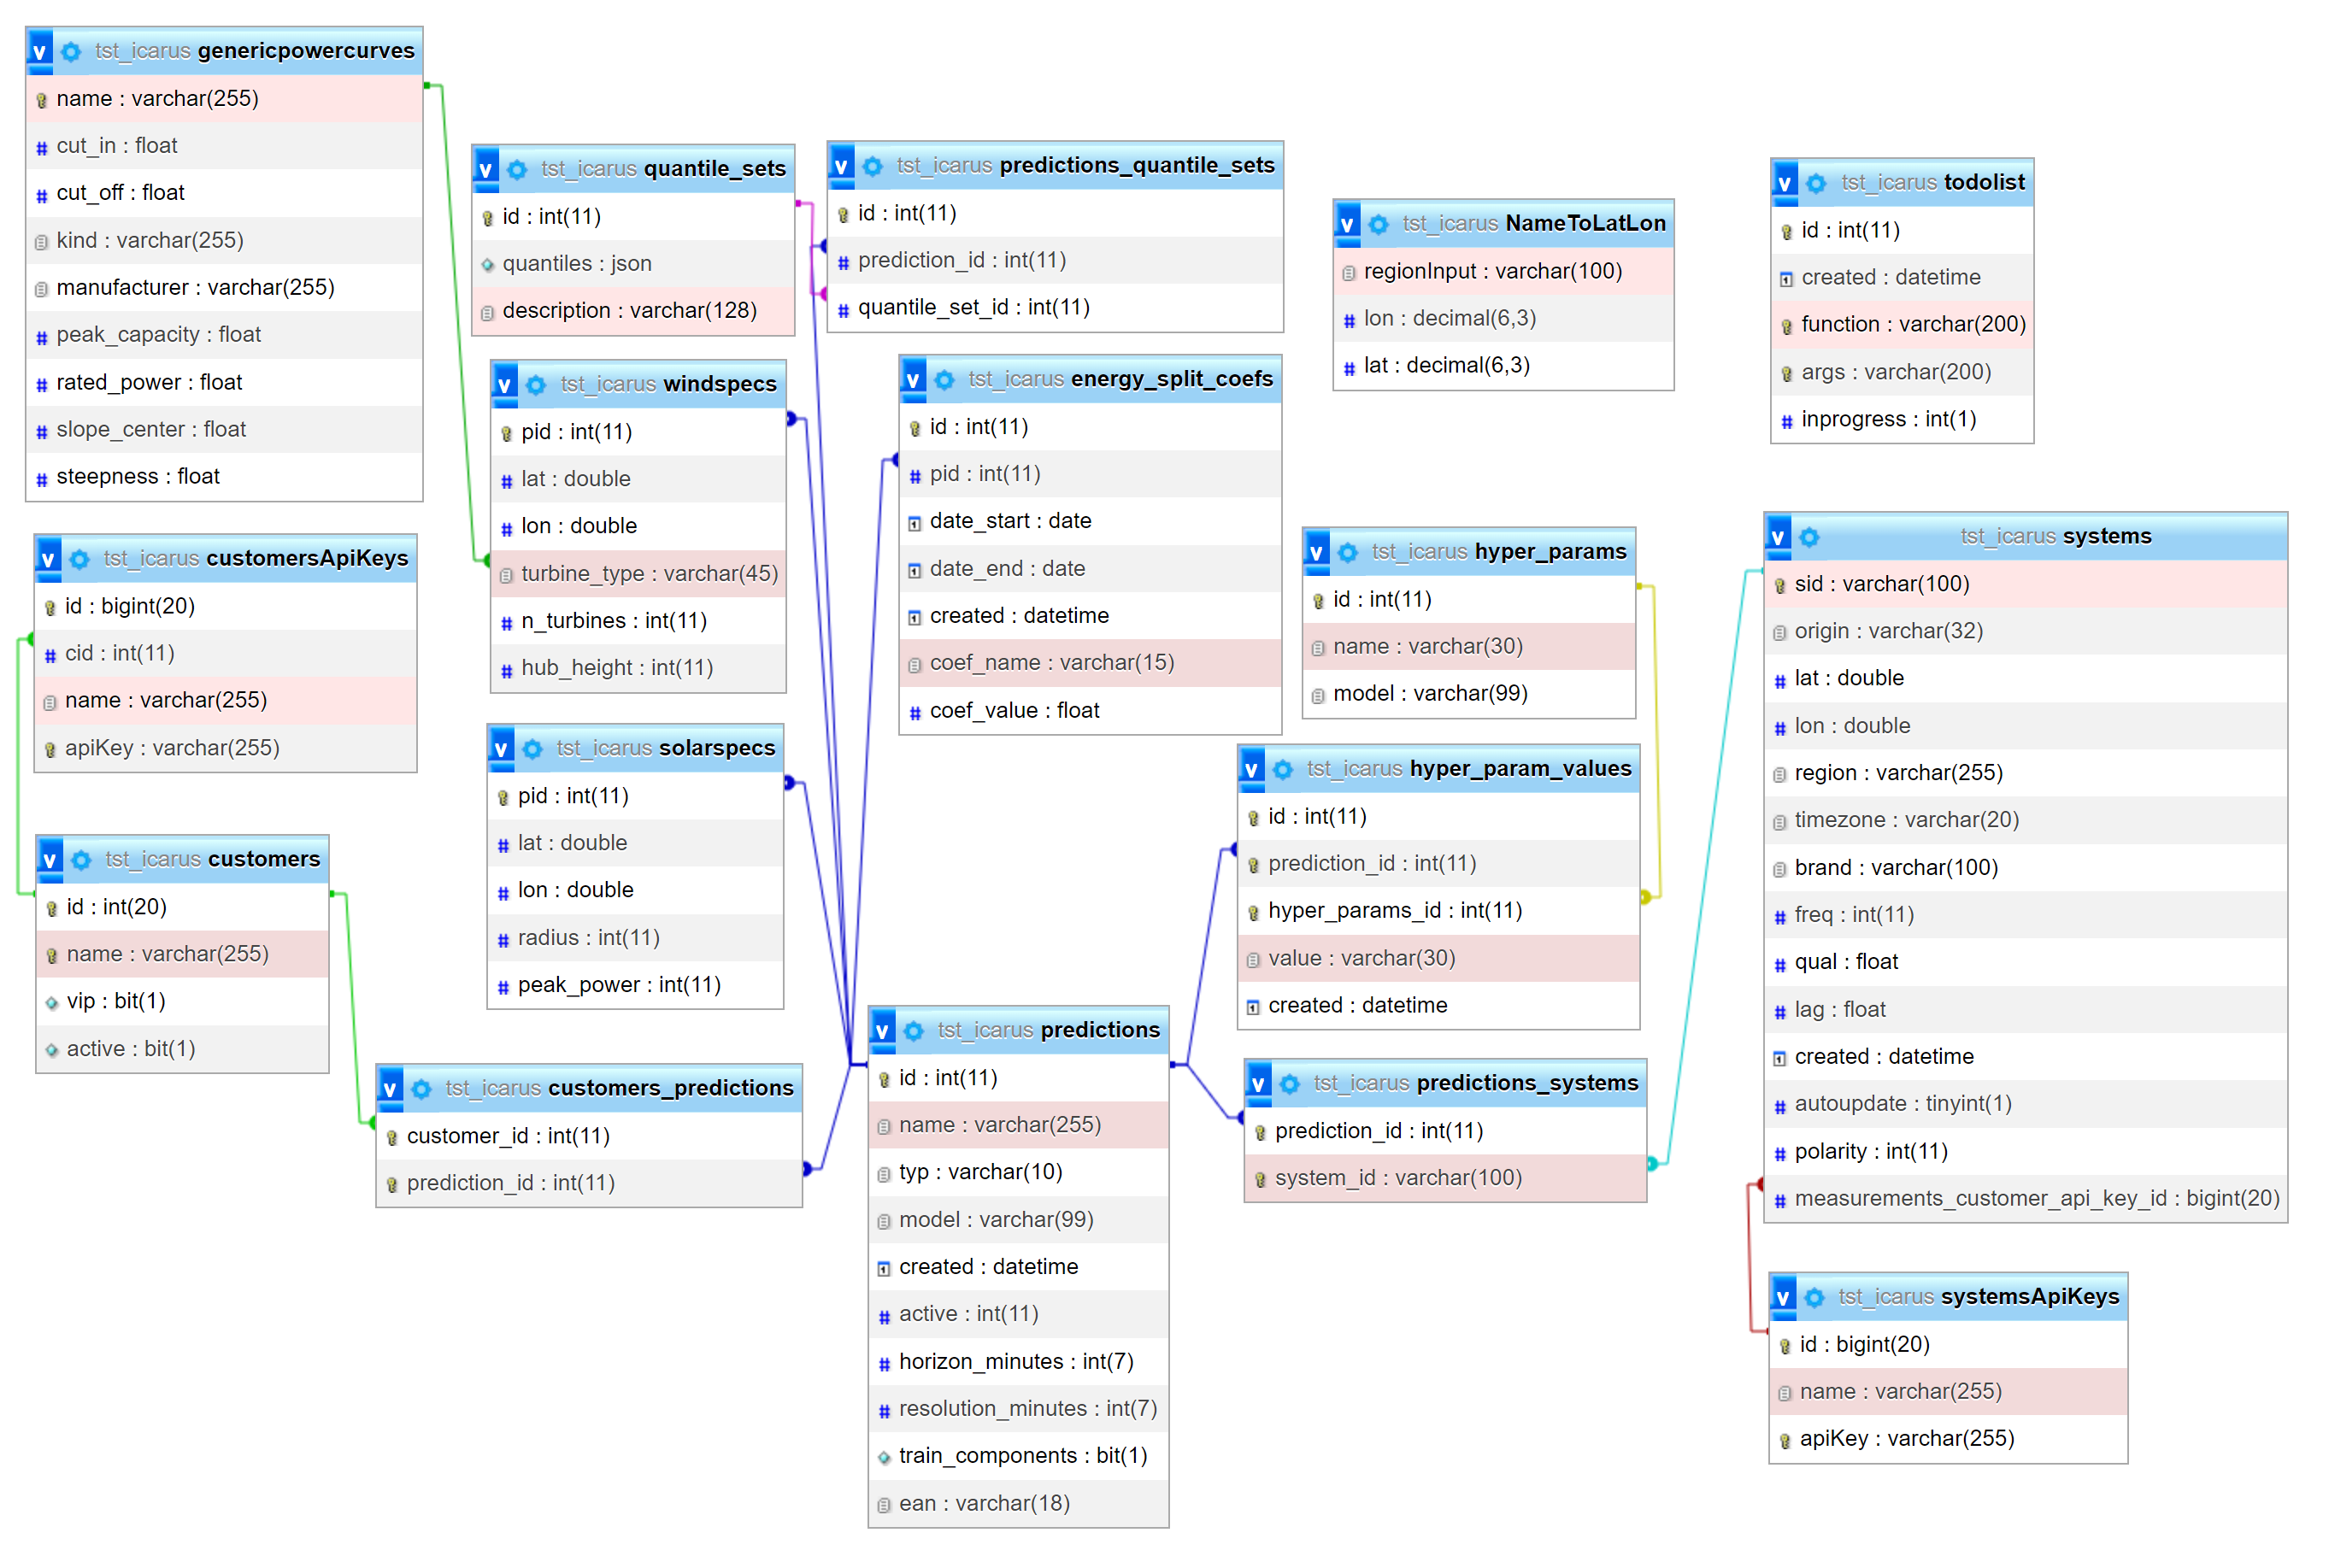 tst_icarus genericpowercurves
name : varchar(255)
cut_in : float
cut_off : float
kind : varchar(255)
manufacturer : varchar(255)
peak_capacity : float
rated_power : float
slope_center : float
steepness : float
tst_icarus quantile_sets
id : int(11)
quantiles : json
description : varchar(128)
tst_icarus predictions_quantile_sets
id : int(11)
prediction_id : int(11)
quantile_set_id : int(11)
tst_icarus NameToLatLon
regionInput : varchar(100)
lon : decimal(6,3)
lat : decimal(6,3)
tst_icarus todolist
id : int(11)
created : datetime
function : varchar(200)
args : varchar(200)
inprogress : int(1)
tst_icarus windspecs
pid : int(11)
lat : double
lon : double
turbine_type : varchar(45)
n_turbines : int(11)
hub_height : int(11)
tst_icarus energy_split_coefs
id : int(11)
pid : int(11)
date_start : date
date_end : date
created : datetime
coef_name : varchar(15)
coef_value : float
tst_icarus customersApiKeys
id : bigint(20)
cid : int(11)
name : varchar(255)
apiKey : varchar(255)
tst_icarus hyper_params
id : int(11)
name : varchar(30)
model : varchar(99)
tst_icarus systems
sid : varchar(100)
origin : varchar(32)
lat : double
lon : double
region : varchar(255)
timezone : varchar(20)
brand : varchar(100)
freq : int(11)
qual : float
lag : float
created : datetime
autoupdate : tinyint(1)
polarity : int(11)
measurements_customer_api_key_id : bigint(20)
tst_icarus solarspecs
pid : int(11)
lat : double
lon : double
radius : int(11)
peak_power : int(11)
tst_icarus hyper_param_values
id : int(11)
prediction_id : int(11)
hyper_params_id : int(11)
value : varchar(30)
created : datetime
tst_icarus customers
id : int(20)
name : varchar(255)
vip : bit(1)
active : bit(1)
tst_icarus customers_predictions
customer_id : int(11)
prediction_id : int(11)
tst_icarus predictions
id : int(11)
name : varchar(255)
typ : varchar(10)
model : varchar(99)
created : datetime
active : int(11)
horizon_minutes : int(7)
resolution_minutes : int(7)
train_components : bit(1)
ean : varchar(18)
tst_icarus predictions_systems
prediction_id : int(11)
system_id : varchar(100)
tst_icarus systemsApiKeys
id : bigint(20)
name : varchar(255)
apiKey : varchar(255)